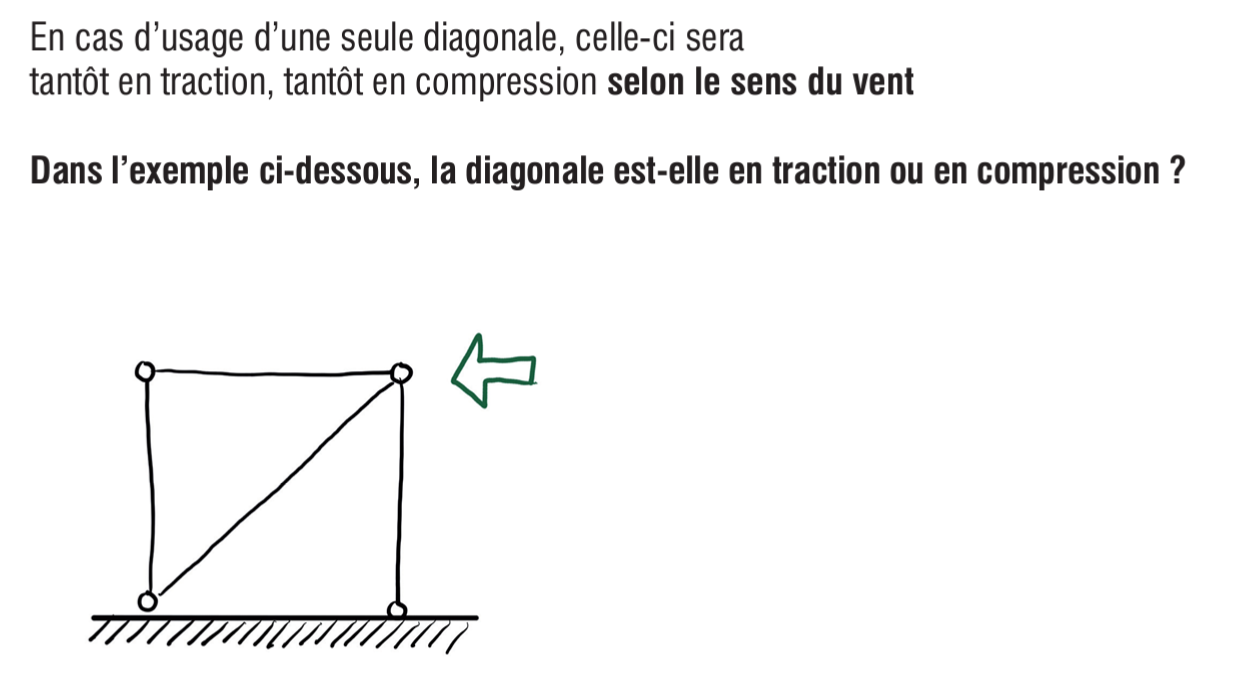 En cas d’usage d’une seule diagonale, celle-ci sera
tantôt en traction, tantôt en compression selon le sens du vent
Dans l’exemple ci-dessous, la diagonale est-elle en traction ou en compression ?